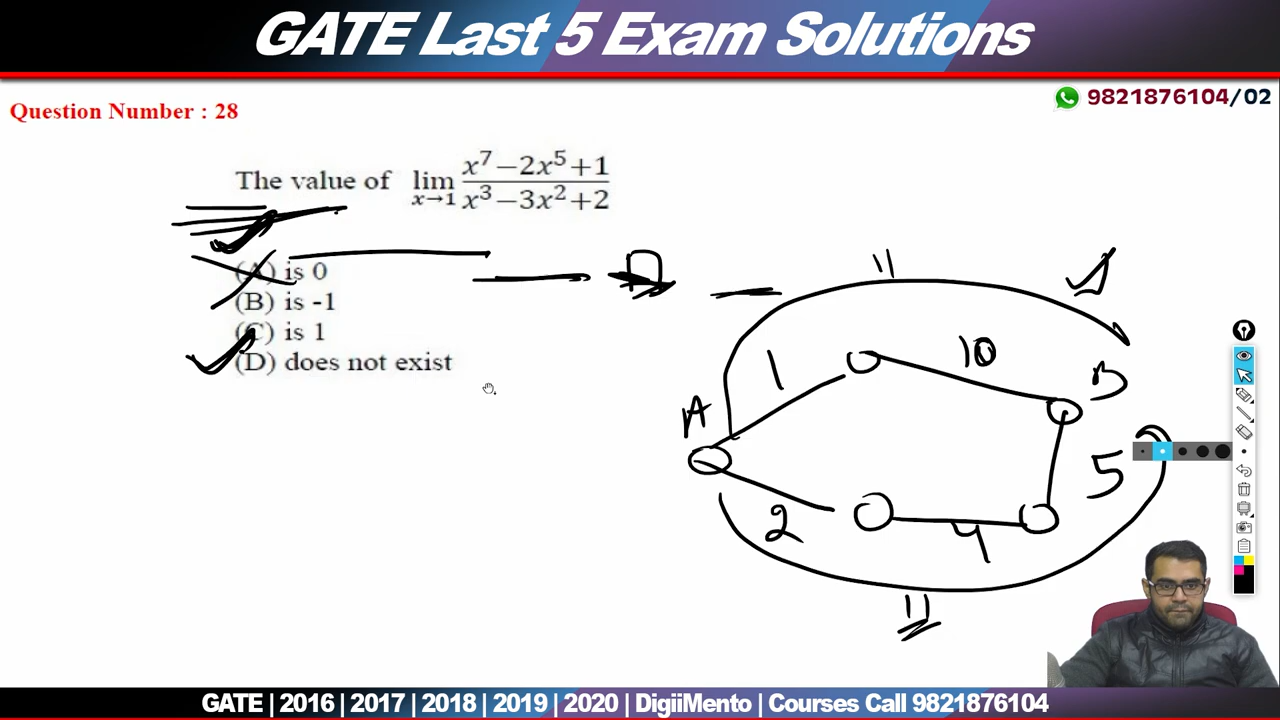 GATE Last 5 Exam Solutions
Question Number : 28
9821876104/02
The value of lim x→1 x⁷−2x⁵+1 / x³−3x²+2
(A) is 0
(B) is -1
(C) is 1
(D) does not exist
11
A
1
10
B
5
2
4
11
GATE | 2016 | 2017 | 2018 | 2019 | 2020 | DigiiMento | Courses Call 9821876104